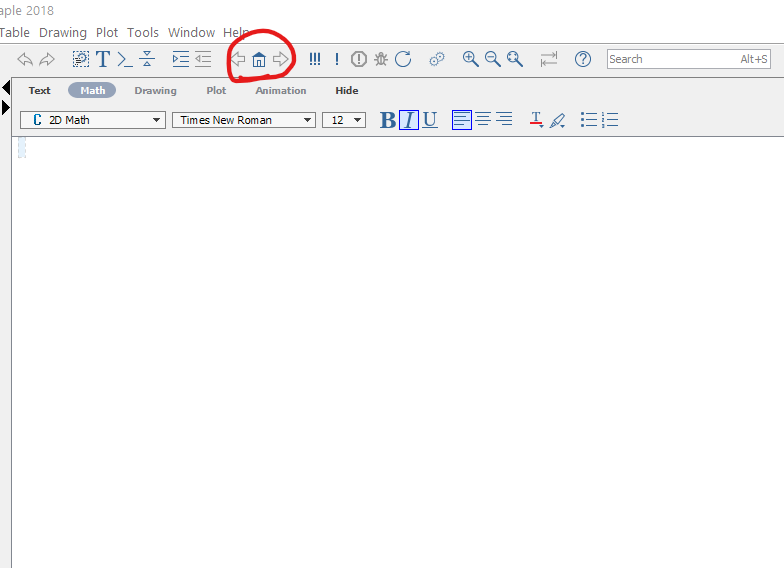 aple 2018
Table Drawing Plot Tools Window Help
T !!! ! Search Alt+S
Text Math Drawing Plot Animation Hide
C 2D Math Times New Roman 12 B I U T